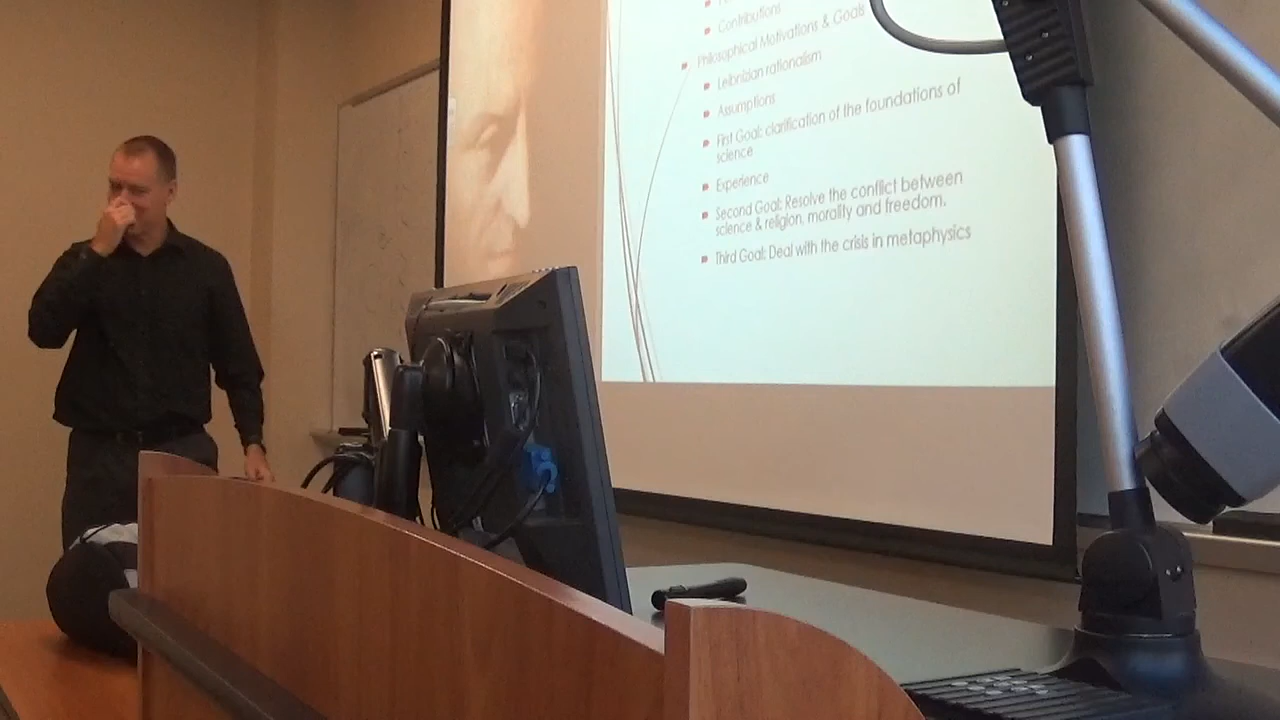 Contributions
Philosophical Motivations & Goals
Leibnizian rationalism
Assumptions
First Goal: clarification of the foundations of
science
Experience
Second Goal: Resolve the conflict between
science & religion, morality and freedom.
Third Goal: Deal with the crisis in metaphysics